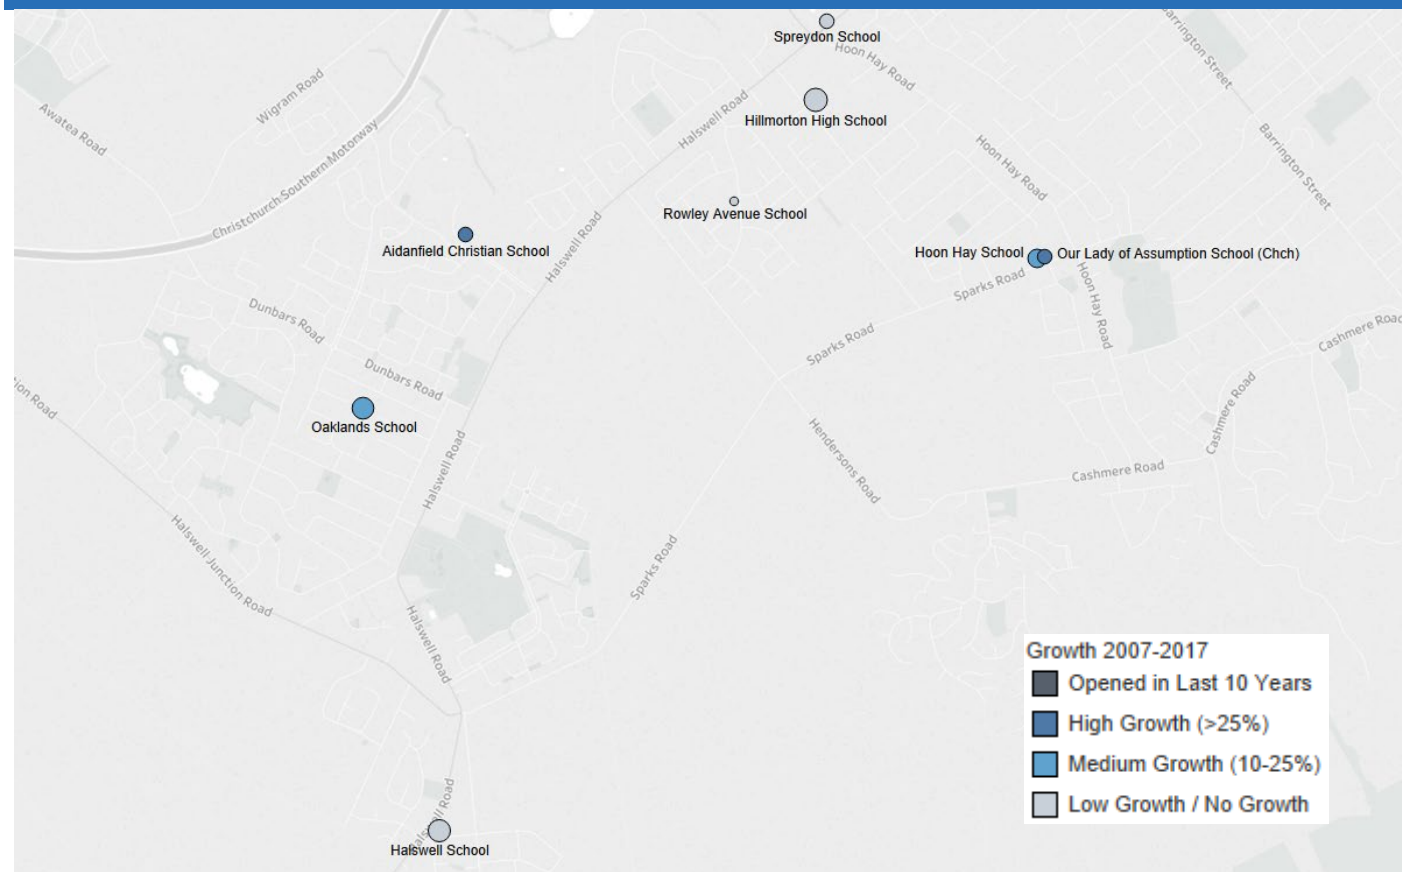 Spreydon School
Hoon Hay Road
Barrington Street
Wigram Road
Awatea Road
Halswell Road
Hillmorton High School
Christchurch Southern Motorway
Hoon Hay Road
Barrington Street
Rowley Avenue School
Aidanfield Christian School
Halswell Road
Hoon Hay School
Our Lady of Assumption School (Chch)
Sparks Road
Hoon Hay Road
Dunbars Road
Sparks Road
Cashmere Road
Dunbars Road
tion Road
Oaklands School
Cashmere Road
Halswell Road
Hendersons Road
Cashmere Road
Halswell Junction Road
Sparks Road
Halswell Road
Growth 2007-2017
Opened in Last 10 Years
High Growth (>25%)
Medium Growth (10-25%)
Low Growth / No Growth
Halswell Road
Halswell School